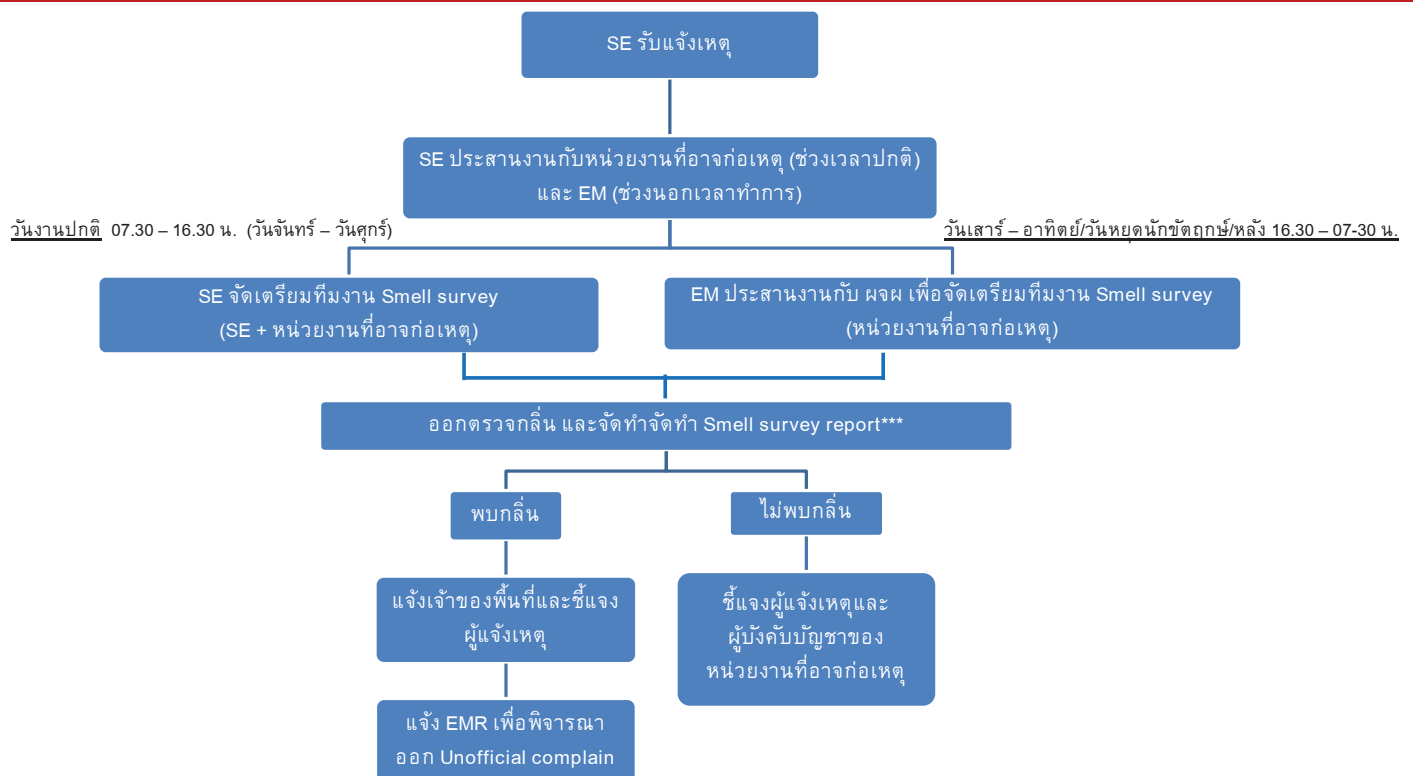 SE รับแจ้งเหตุ
SE ประสานงานกับหน่วยงานที่อาจก่อเหตุ (ช่วงเวลาปกติ)
และ EM (ช่วงนอกเวลาทำการ)
วันงานปกติ 07.30 – 16.30 น. (วันจันทร์ – วันศุกร์)
วันเสาร์ – อาทิตย์/วันหยุดนักขัตฤกษ์/หลัง 16.30 – 07-30 น.
SE จัดเตรียมทีมงาน Smell survey
(SE + หน่วยงานที่อาจก่อเหตุ)
EM ประสานงานกับ ผจผ เพื่อจัดเตรียมทีมงาน Smell survey
(หน่วยงานที่อาจก่อเหตุ)
ออกตรวจกลิ่น และจัดทำจัดทำ Smell survey report***
พบกลิ่น
ไม่พบกลิ่น
แจ้งเจ้าของพื้นที่และชี้แจง
ผู้แจ้งเหตุ
ชี้แจงผู้แจ้งเหตุและ
ผู้บังคับบัญชาของ
หน่วยงานที่อาจก่อเหตุ
แจ้ง EMR เพื่อพิจารณา
ออก Unofficial complain